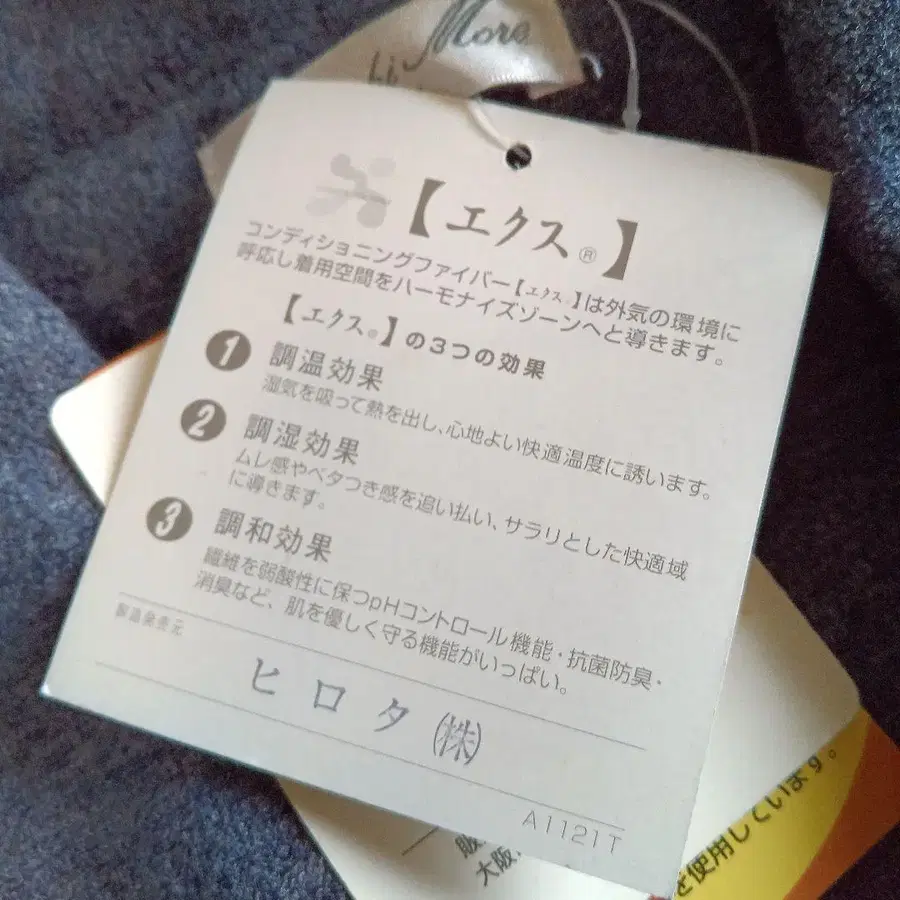 More
【エクス®】
コンディショニングファイバー【エクス®】は外気の環境に
呼応し着用空間をハーモナイズゾーンへと導きます。
【エクス®】の3つの効果
1 調温効果
湿気を吸って熱を出し、心地よい快適温度に誘います。
2 調湿効果
ムレ感やベタつき感を追い払い、サラリとした快適域
に導きます。
3 調和効果
繊維を弱酸性に保つpHコントロール機能・抗菌防臭・
消臭など、肌を優しく守る機能がいっぱい。
製造発売元
ヒロタ(株)
A1121T
販
大阪
を使用しています。